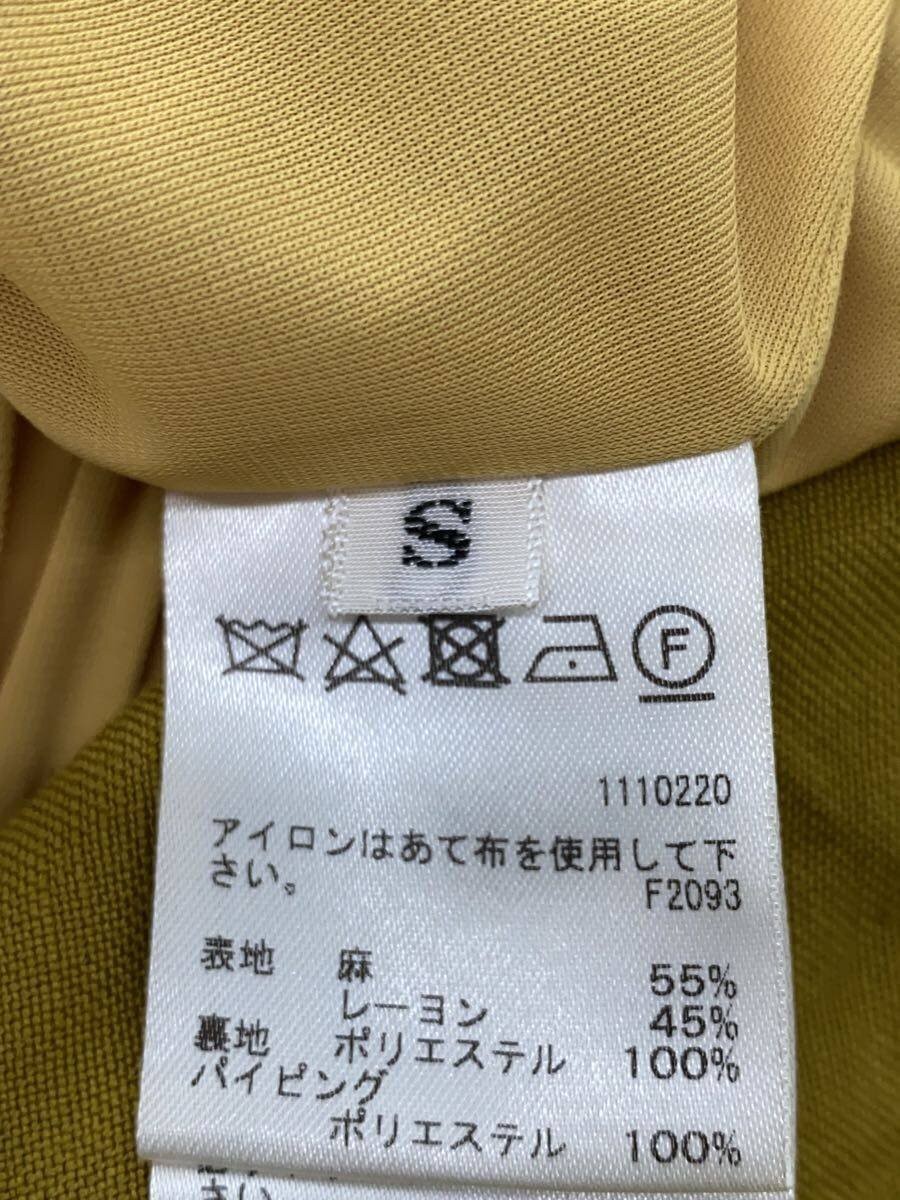 S
F
1110220
アイロンはあて布を使用して下
さい。
F2093
表地 麻 55%
レーヨン 45%
裏地 ポリエステル 100%
パイピング
ポリエステル 100%
さい